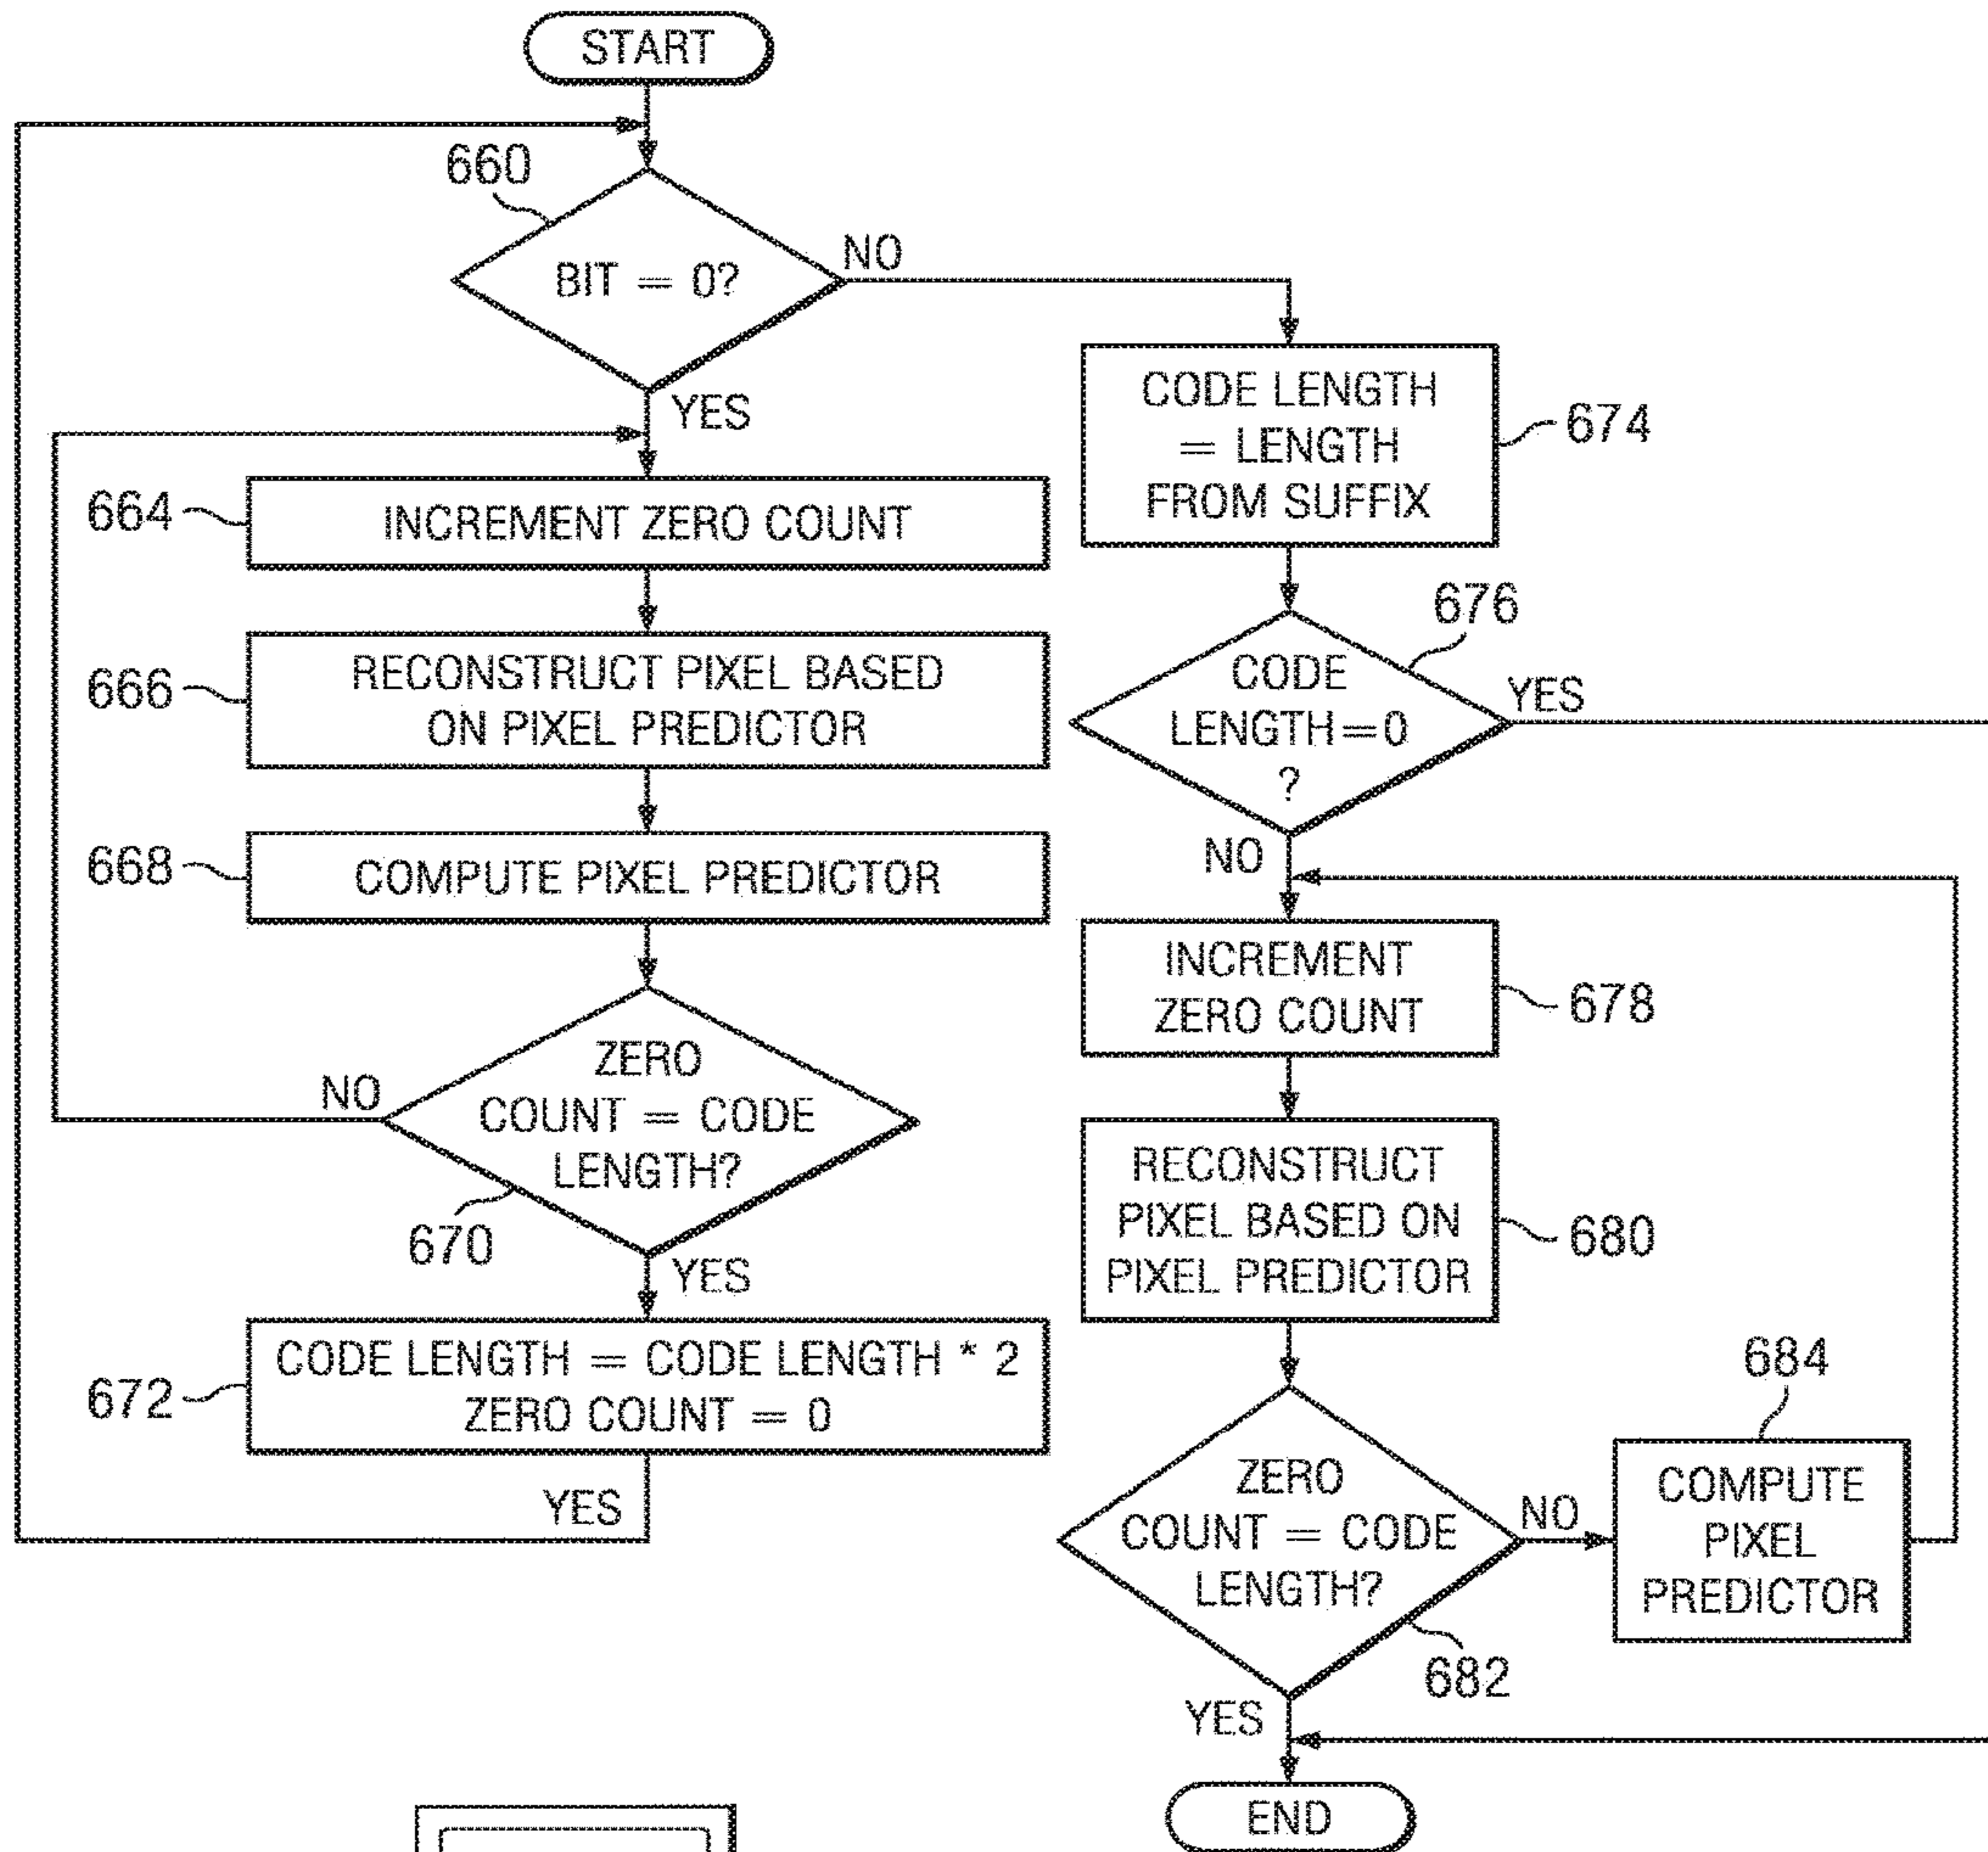 START
660
BIT = 0?
NO
YES
664
INCREMENT ZERO COUNT
666
RECONSTRUCT PIXEL BASED
ON PIXEL PREDICTOR
668
COMPUTE PIXEL PREDICTOR
ZERO
COUNT = CODE
LENGTH?
NO
670
YES
672
CODE LENGTH = CODE LENGTH * 2
ZERO COUNT = 0
YES
CODE LENGTH
= LENGTH
FROM SUFFIX
674
676
CODE
LENGTH=0
?
YES
NO
INCREMENT
ZERO COUNT
678
RECONSTRUCT
PIXEL BASED ON
PIXEL PREDICTOR
680
ZERO
COUNT = CODE
LENGTH?
NO
682
684
COMPUTE
PIXEL
PREDICTOR
YES
END